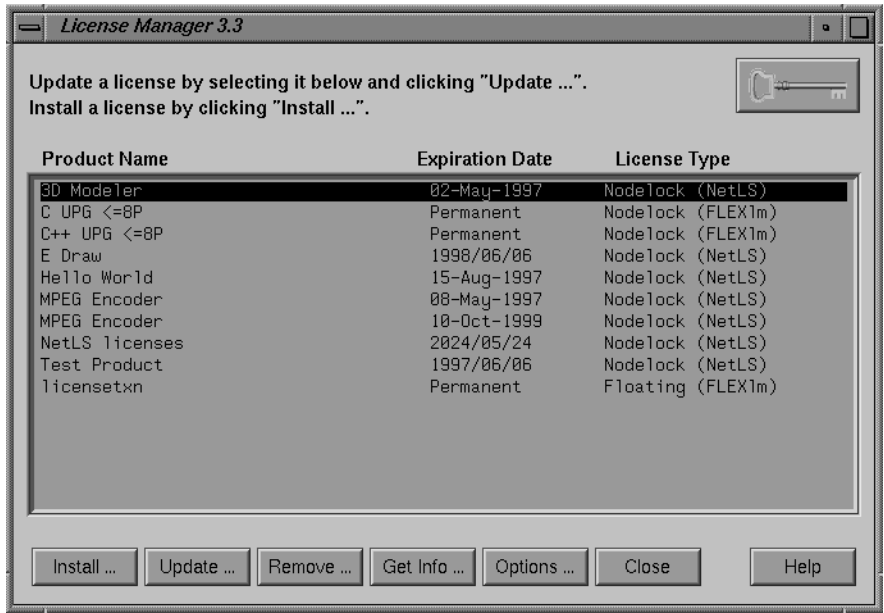 License Manager 3.3
Update a license by selecting it below and clicking "Update ...".
Install a license by clicking "Install ...".
Product Name Expiration Date License Type
3D Modeler 02-May-1997 Nodelock (NetLS)
C UPG <=8P Permanent Nodelock (FLEXlm)
C++ UPG <=8P Permanent Nodelock (FLEXlm)
E Draw 1998/06/06 Nodelock (NetLS)
Hello World 15-Aug-1997 Nodelock (NetLS)
MPEG Encoder 08-May-1997 Nodelock (NetLS)
MPEG Encoder 10-Oct-1999 Nodelock (NetLS)
NetLS licenses 2024/05/24 Nodelock (NetLS)
Test Product 1997/06/06 Nodelock (NetLS)
licensetxn Permanent Floating (FLEXlm)
Install ... Update ... Remove ... Get Info ... Options ... Close Help